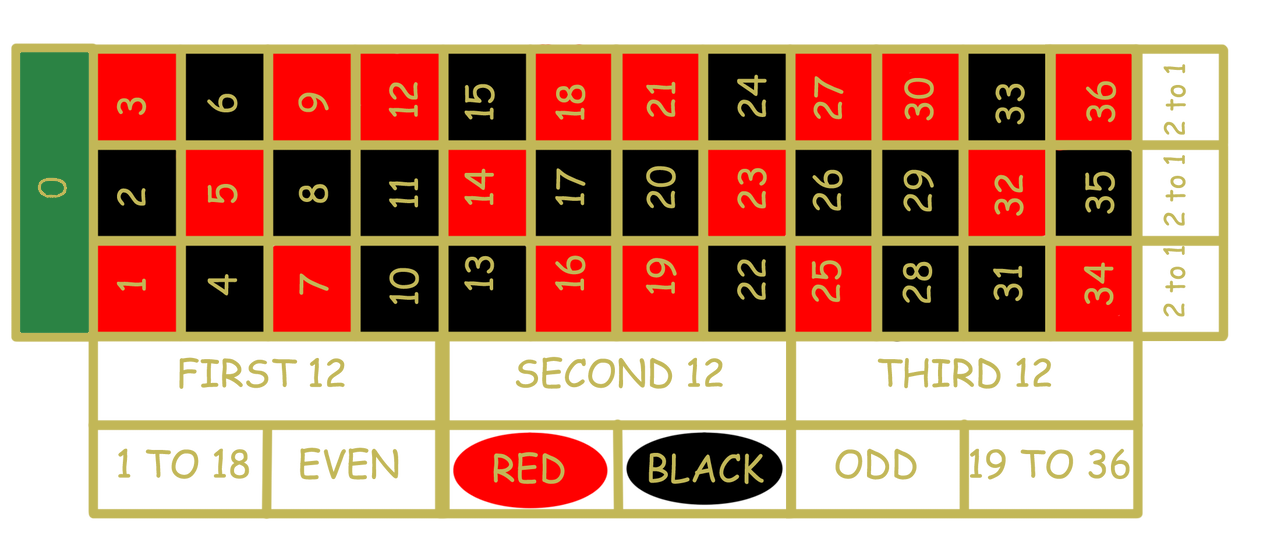 0
3 6 9 12 15 18 21 24 27 30 33 36 2 to 1
2 5 8 11 14 17 20 23 26 29 32 35 2 to 1
1 4 7 10 13 16 19 22 25 28 31 34 2 to 1
FIRST 12 SECOND 12 THIRD 12
1 TO 18 EVEN RED BLACK ODD 19 TO 36